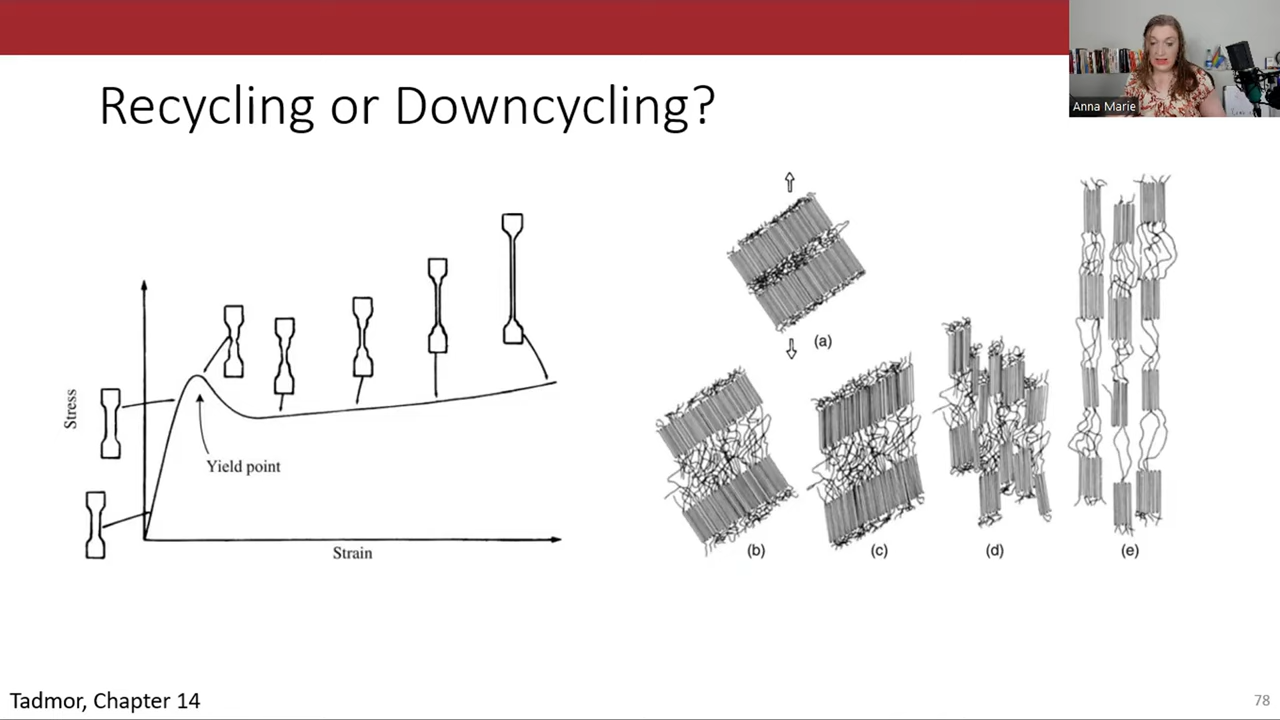 Anna Marie
Recycling or Downcycling?
Stress
Yield point
Strain
(a)
(b)
(c)
(d)
(e)
Tadmor, Chapter 14
78